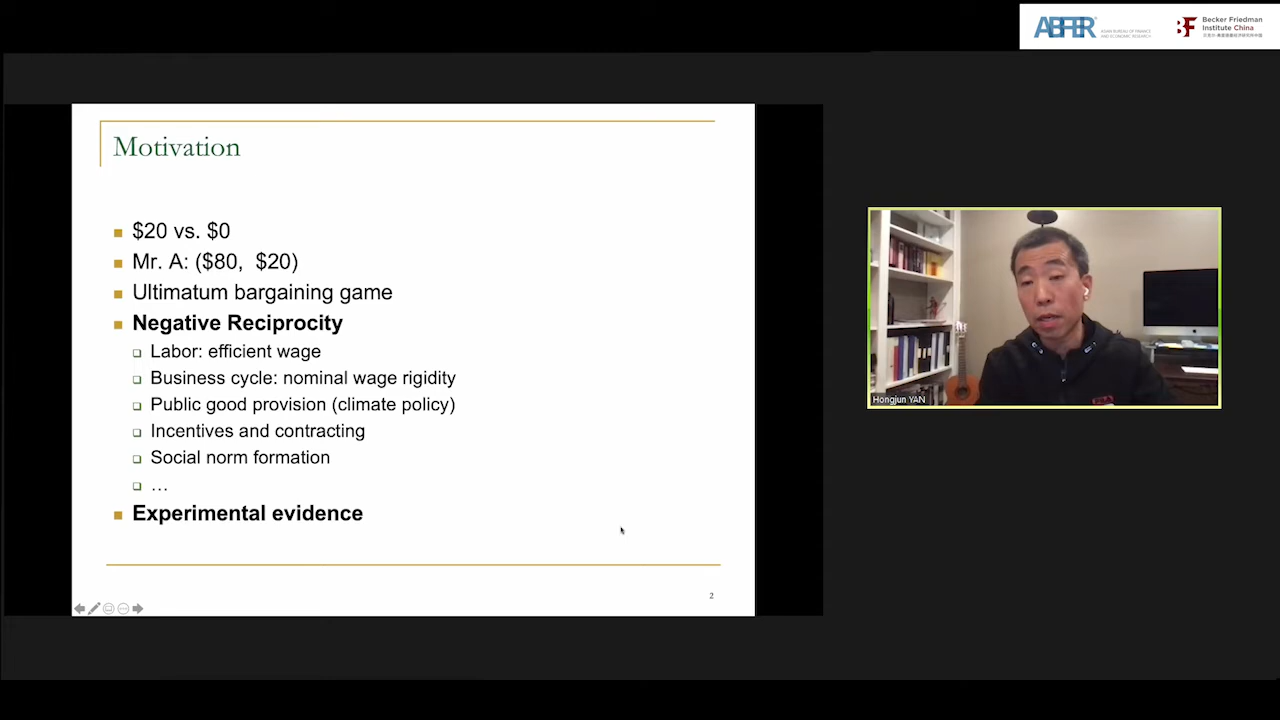 ABFER
ASIAN BUREAU OF FINANCE
AND ECONOMIC RESEARCH
BF
Becker Friedman
Institute China
Motivation
$20 vs. $0
Mr. A: ($80, $20)
Ultimatum bargaining game
Negative Reciprocity
Labor: efficient wage
Business cycle: nominal wage rigidity
Public good provision (climate policy)
Incentives and contracting
Social norm formation
…
Experimental evidence
2
Hongjun YAN